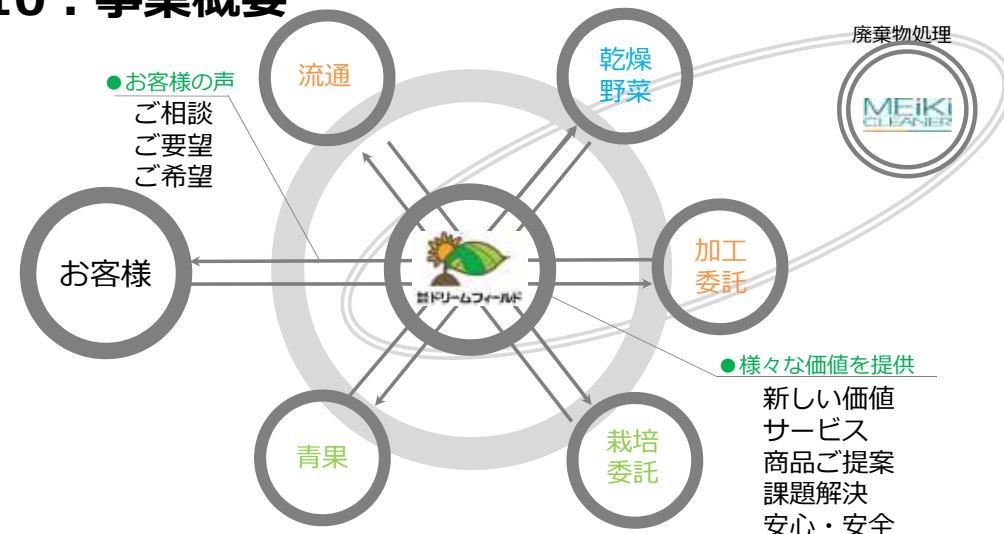 10．事業概要
廃棄物処理
MEiKi
CLEANER
流通
乾燥
野菜
●お客様の声
ご相談
ご要望
ご希望
お客様
株式会社ドリームフィールド
加工
委託
●様々な価値を提供
新しい価値
サービス
商品ご提案
課題解決
安心・安全
青果
栽培
委託